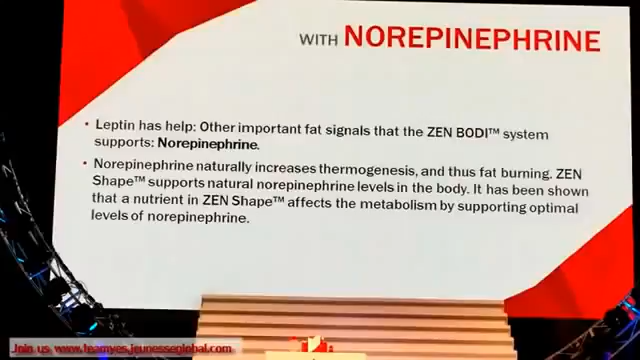 WITH NOREPINEPHRINE
• Leptin has help: Other important fat signals that the ZEN BODI™ system
supports: Norepinephrine.
• Norepinephrine naturally increases thermogenesis, and thus fat burning. ZEN
Shape™ supports natural norepinephrine levels in the body. It has been shown
that a nutrient in ZEN Shape™ affects the metabolism by supporting optimal
levels of norepinephrine.
Join us www.teamyes.jeunesseglobal.com